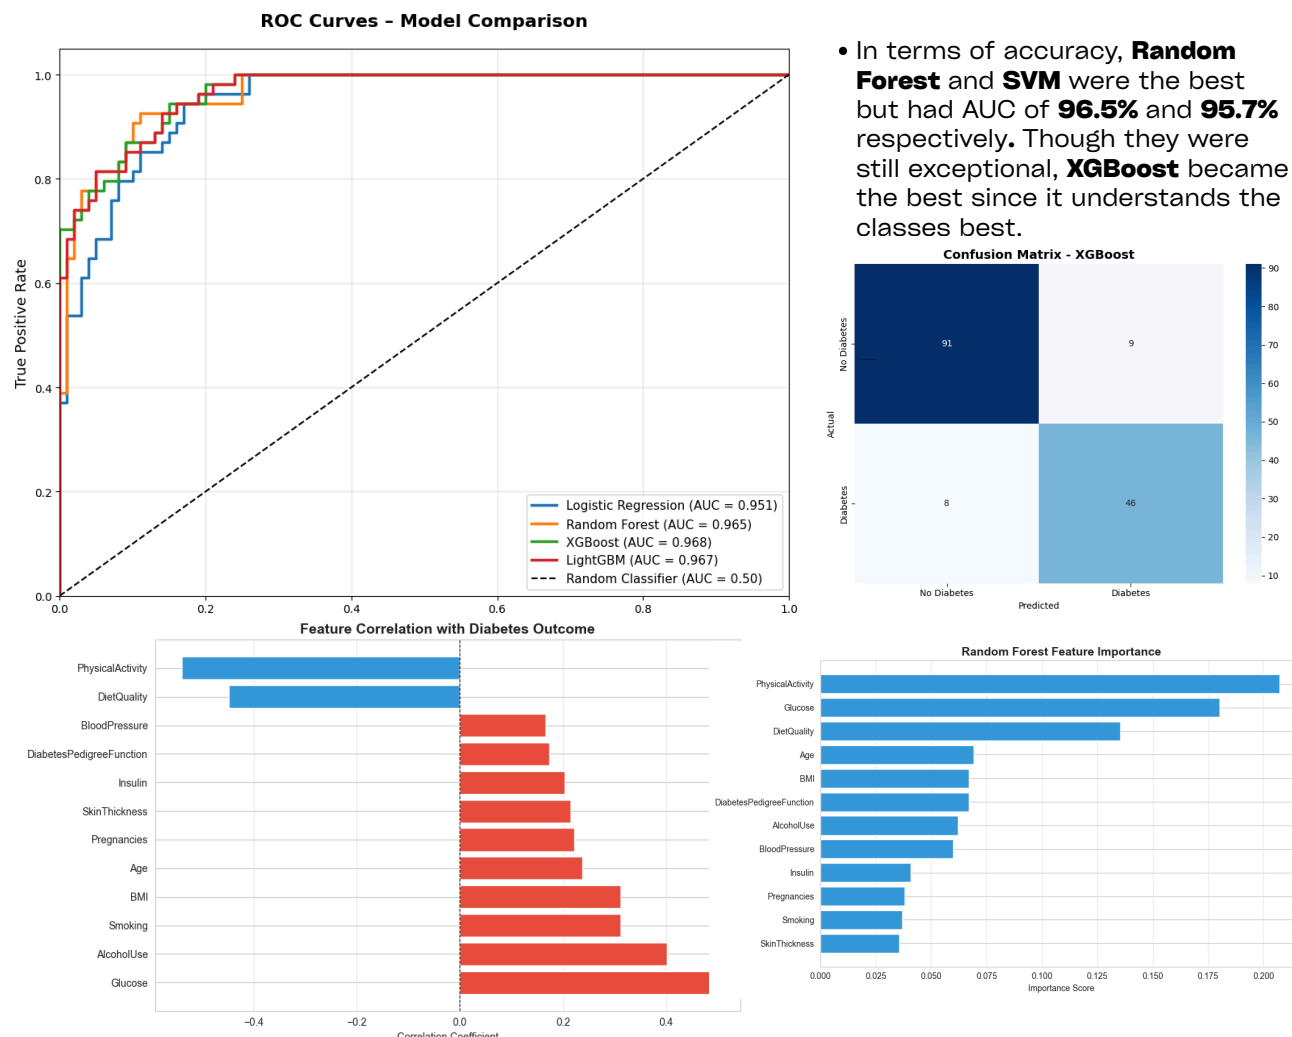 ROC Curves – Model Comparison
True Positive Rate
1.0
0.8
0.6
0.4
0.2
0.0
0.0 0.2 0.4 0.6 0.8 1.0
Logistic Regression (AUC = 0.951)
Random Forest (AUC = 0.965)
XGBoost (AUC = 0.968)
LightGBM (AUC = 0.967)
Random Classifier (AUC = 0.50)
• In terms of accuracy, Random
Forest and SVM were the best
but had AUC of 96.5% and 95.7%
respectively. Though they were
still exceptional, XGBoost became
the best since it understands the
classes best.
Confusion Matrix - XGBoost
Actual
No Diabetes
Diabetes
91 9
8 46
No Diabetes Diabetes
Predicted
90
80
70
60
50
40
30
20
10
Feature Correlation with Diabetes Outcome
PhysicalActivity
DietQuality
BloodPressure
DiabetesPedigreeFunction
Insulin
SkinThickness
Pregnancies
Age
BMI
Smoking
AlcoholUse
Glucose
−0.4 −0.2 0.0 0.2 0.4
Correlation Coefficient
Random Forest Feature Importance
PhysicalActivity
Glucose
DietQuality
Age
BMI
DiabetesPedigreeFunction
AlcoholUse
BloodPressure
Insulin
Pregnancies
Smoking
SkinThickness
0.000 0.025 0.050 0.075 0.100 0.125 0.150 0.175 0.200
Importance Score